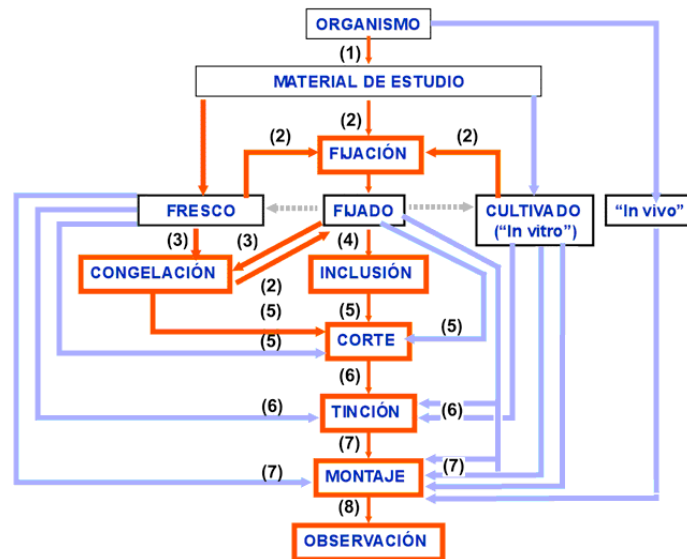 ORGANISMO
(1)
MATERIAL DE ESTUDIO
(2) (2) (2)
FIJACIÓN
FRESCO FIJADO CULTIVADO "In vivo"
("In vitro")
(3) (3) (4)
CONGELACIÓN INCLUSIÓN
(2)
(5) (5)
(5) CORTE (5)
(6)
(6) TINCIÓN (6)
(7)
(7) MONTAJE (7)
(8)
OBSERVACIÓN